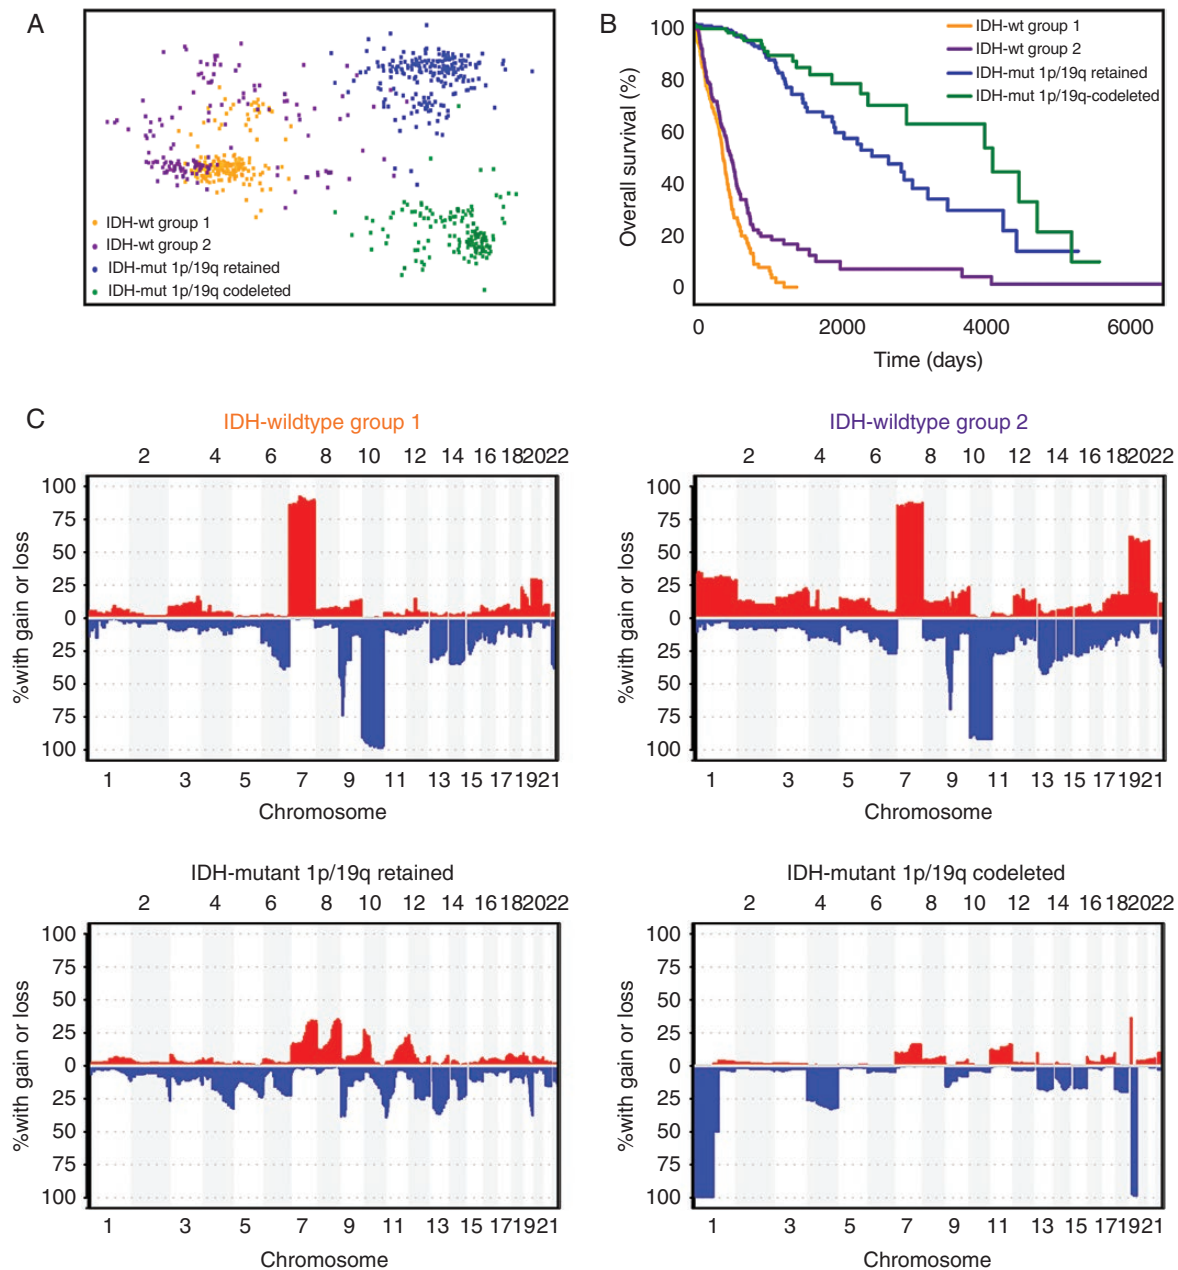 A
IDH-wt group 1
IDH-wt group 2
IDH-mut 1p/19q retained
IDH-mut 1p/19q codeleted
B
100
80
60
40
20
0
Overall survival (%)
IDH-wt group 1
IDH-wt group 2
IDH-mut 1p/19q retained
IDH-mut 1p/19q-codeleted
0 2000 4000 6000
Time (days)
C
IDH-wildtype group 1
2 4 6 8 10 12 14 16 18 20 22
100
75
50
25
0
25
50
75
100
%with gain or loss
1 3 5 7 9 11 13 15 17 19 21
Chromosome
IDH-wildtype group 2
2 4 6 8 10 12 14 16 18 20 22
100
75
50
25
0
25
50
75
100
%with gain or loss
1 3 5 7 9 11 13 15 17 19 21
Chromosome
IDH-mutant 1p/19q retained
2 4 6 8 10 12 14 16 18 20 22
100
75
50
25
0
25
50
75
100
%with gain or loss
1 3 5 7 9 11 13 15 17 19 21
Chromosome
IDH-mutant 1p/19q codeleted
2 4 6 8 10 12 14 16 18 20 22
100
75
50
25
0
25
50
75
100
%with gain or loss
1 3 5 7 9 11 13 15 17 19 21
Chromosome